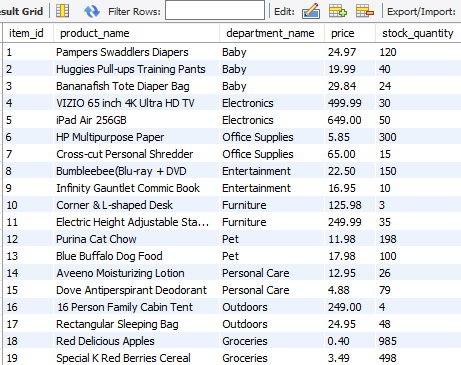 esult Grid Filter Rows: Edit: Export/Import:
item_id product_name department_name price stock_quantity
1 Pampers Swaddlers Diapers Baby 24.97 120
2 Huggies Pull-ups Training Pants Baby 19.99 40
3 Bananafish Tote Diaper Bag Baby 29.84 24
4 VIZIO 65 inch 4K Ultra HD TV Electronics 499.99 30
5 iPad Air 256GB Electronics 649.00 50
6 HP Multipurpose Paper Office Supplies 5.85 300
7 Cross-cut Personal Shredder Office Supplies 65.00 15
8 Bumblebee(Blu-ray + DVD Entertainment 22.50 150
9 Infinity Gauntlet Commic Book Entertainment 16.95 10
10 Corner & L-shaped Desk Furniture 125.98 3
11 Electric Height Adjustable Sta... Furniture 249.99 35
12 Purina Cat Chow Pet 11.98 198
13 Blue Buffalo Dog Food Pet 17.98 100
14 Aveeno Moisturizing Lotion Personal Care 12.95 26
15 Dove Antiperspirant Deodorant Personal Care 4.88 79
16 16 Person Family Cabin Tent Outdoors 249.00 4
17 Rectangular Sleeping Bag Outdoors 24.95 48
18 Red Delicious Apples Groceries 0.40 985
19 Special K Red Berries Cereal Groceries 3.49 498